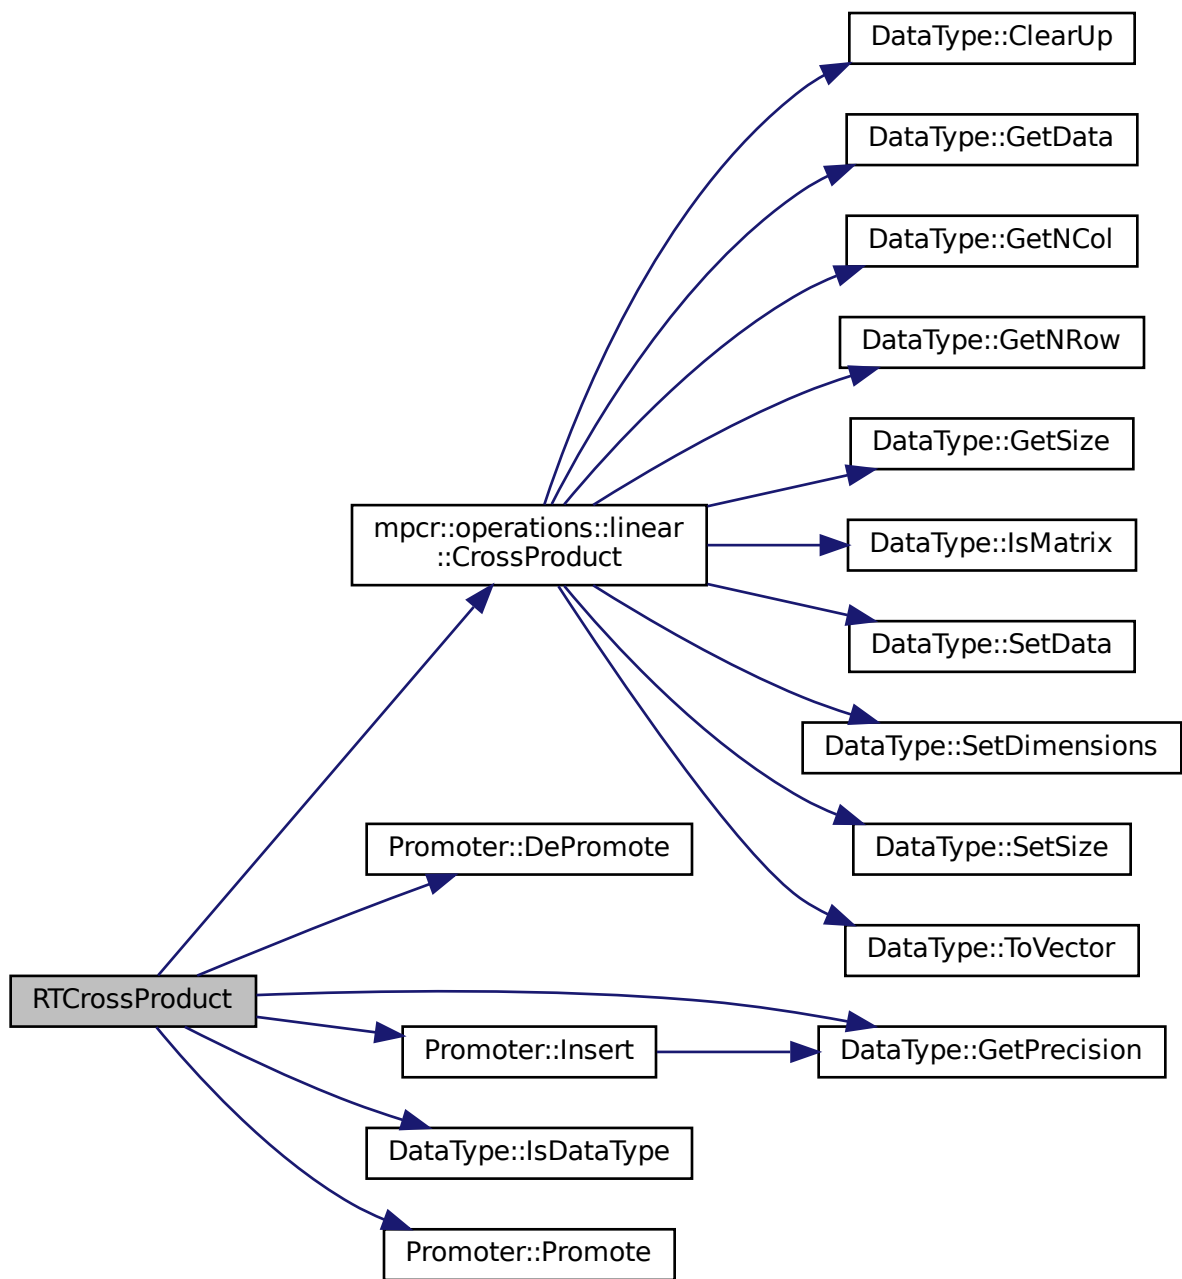 DataType::ClearUp
DataType::GetData
DataType::GetNCol
DataType::GetNRow
DataType::GetSize
mpcr::operations::linear
::CrossProduct
DataType::IsMatrix
DataType::SetData
DataType::SetDimensions
DataType::SetSize
Promoter::DePromote
DataType::ToVector
RTCrossProduct
Promoter::Insert
DataType::GetPrecision
DataType::IsDataType
Promoter::Promote